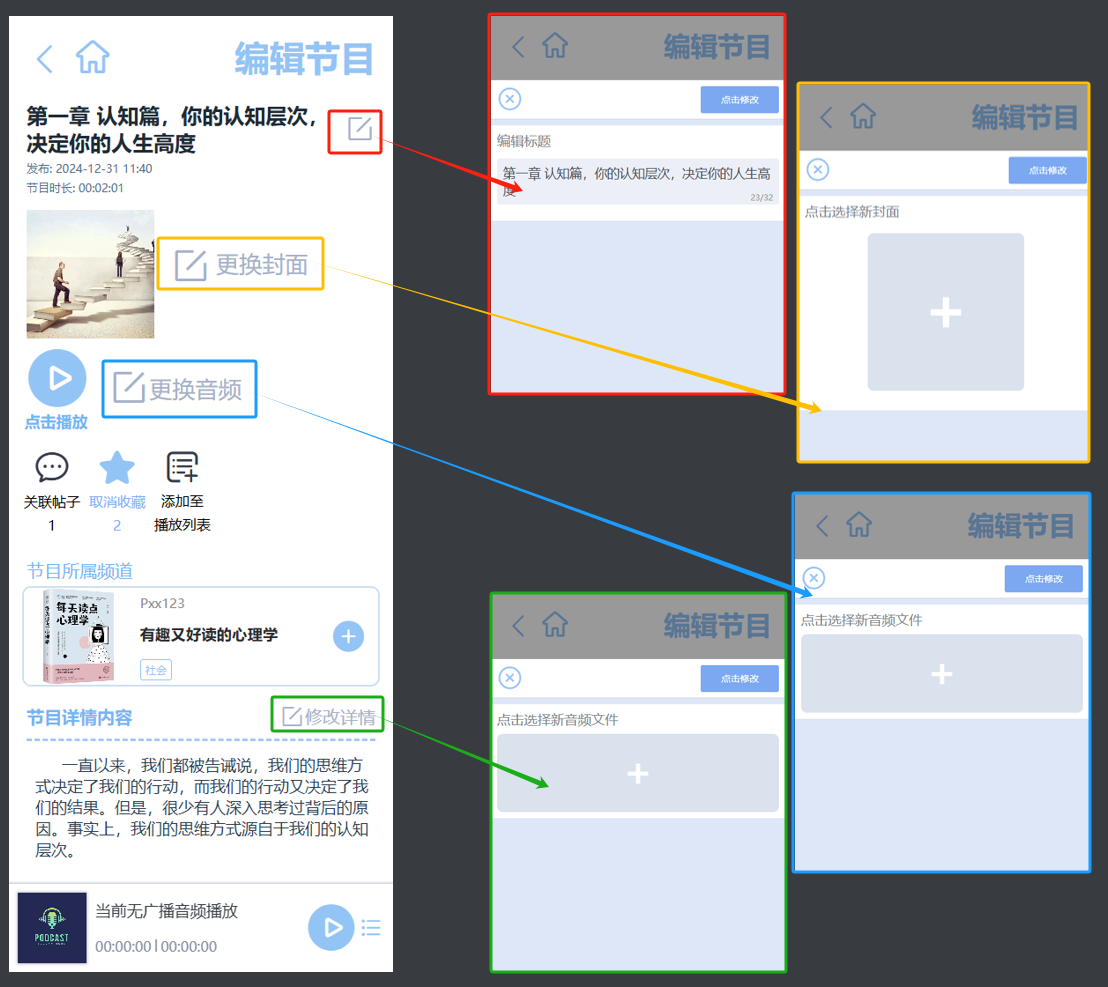 编辑节目
第一章 认知篇，你的认知层次，
决定你的人生高度
发布: 2024-12-31 11:40
节目时长: 00:02:01
更换封面
更换音频
点击播放
关联帖子
1
取消收藏
2
添加至
播放列表
节目所属频道
每天读点
心理学
Pxx123
有趣又好读的心理学
社会
节目详情内容
修改详情
一直以来，我们都被告诫说，我们的思维方
式决定了我们的行动，而我们的行动又决定了我
们的结果。但是，很少有人深入思考过背后的原
因。事实上，我们的思维方式源自于我们的认知
层次。
PODCAST
当前无广播音频播放
00:00:00 | 00:00:00
编辑节目
点击修改
编辑标题
第一章 认知篇，你的认知层次，决定你的人生高
度
23/32
编辑节目
点击修改
点击选择新封面
编辑节目
点击修改
点击选择新音频文件
编辑节目
点击修改
点击选择新音频文件